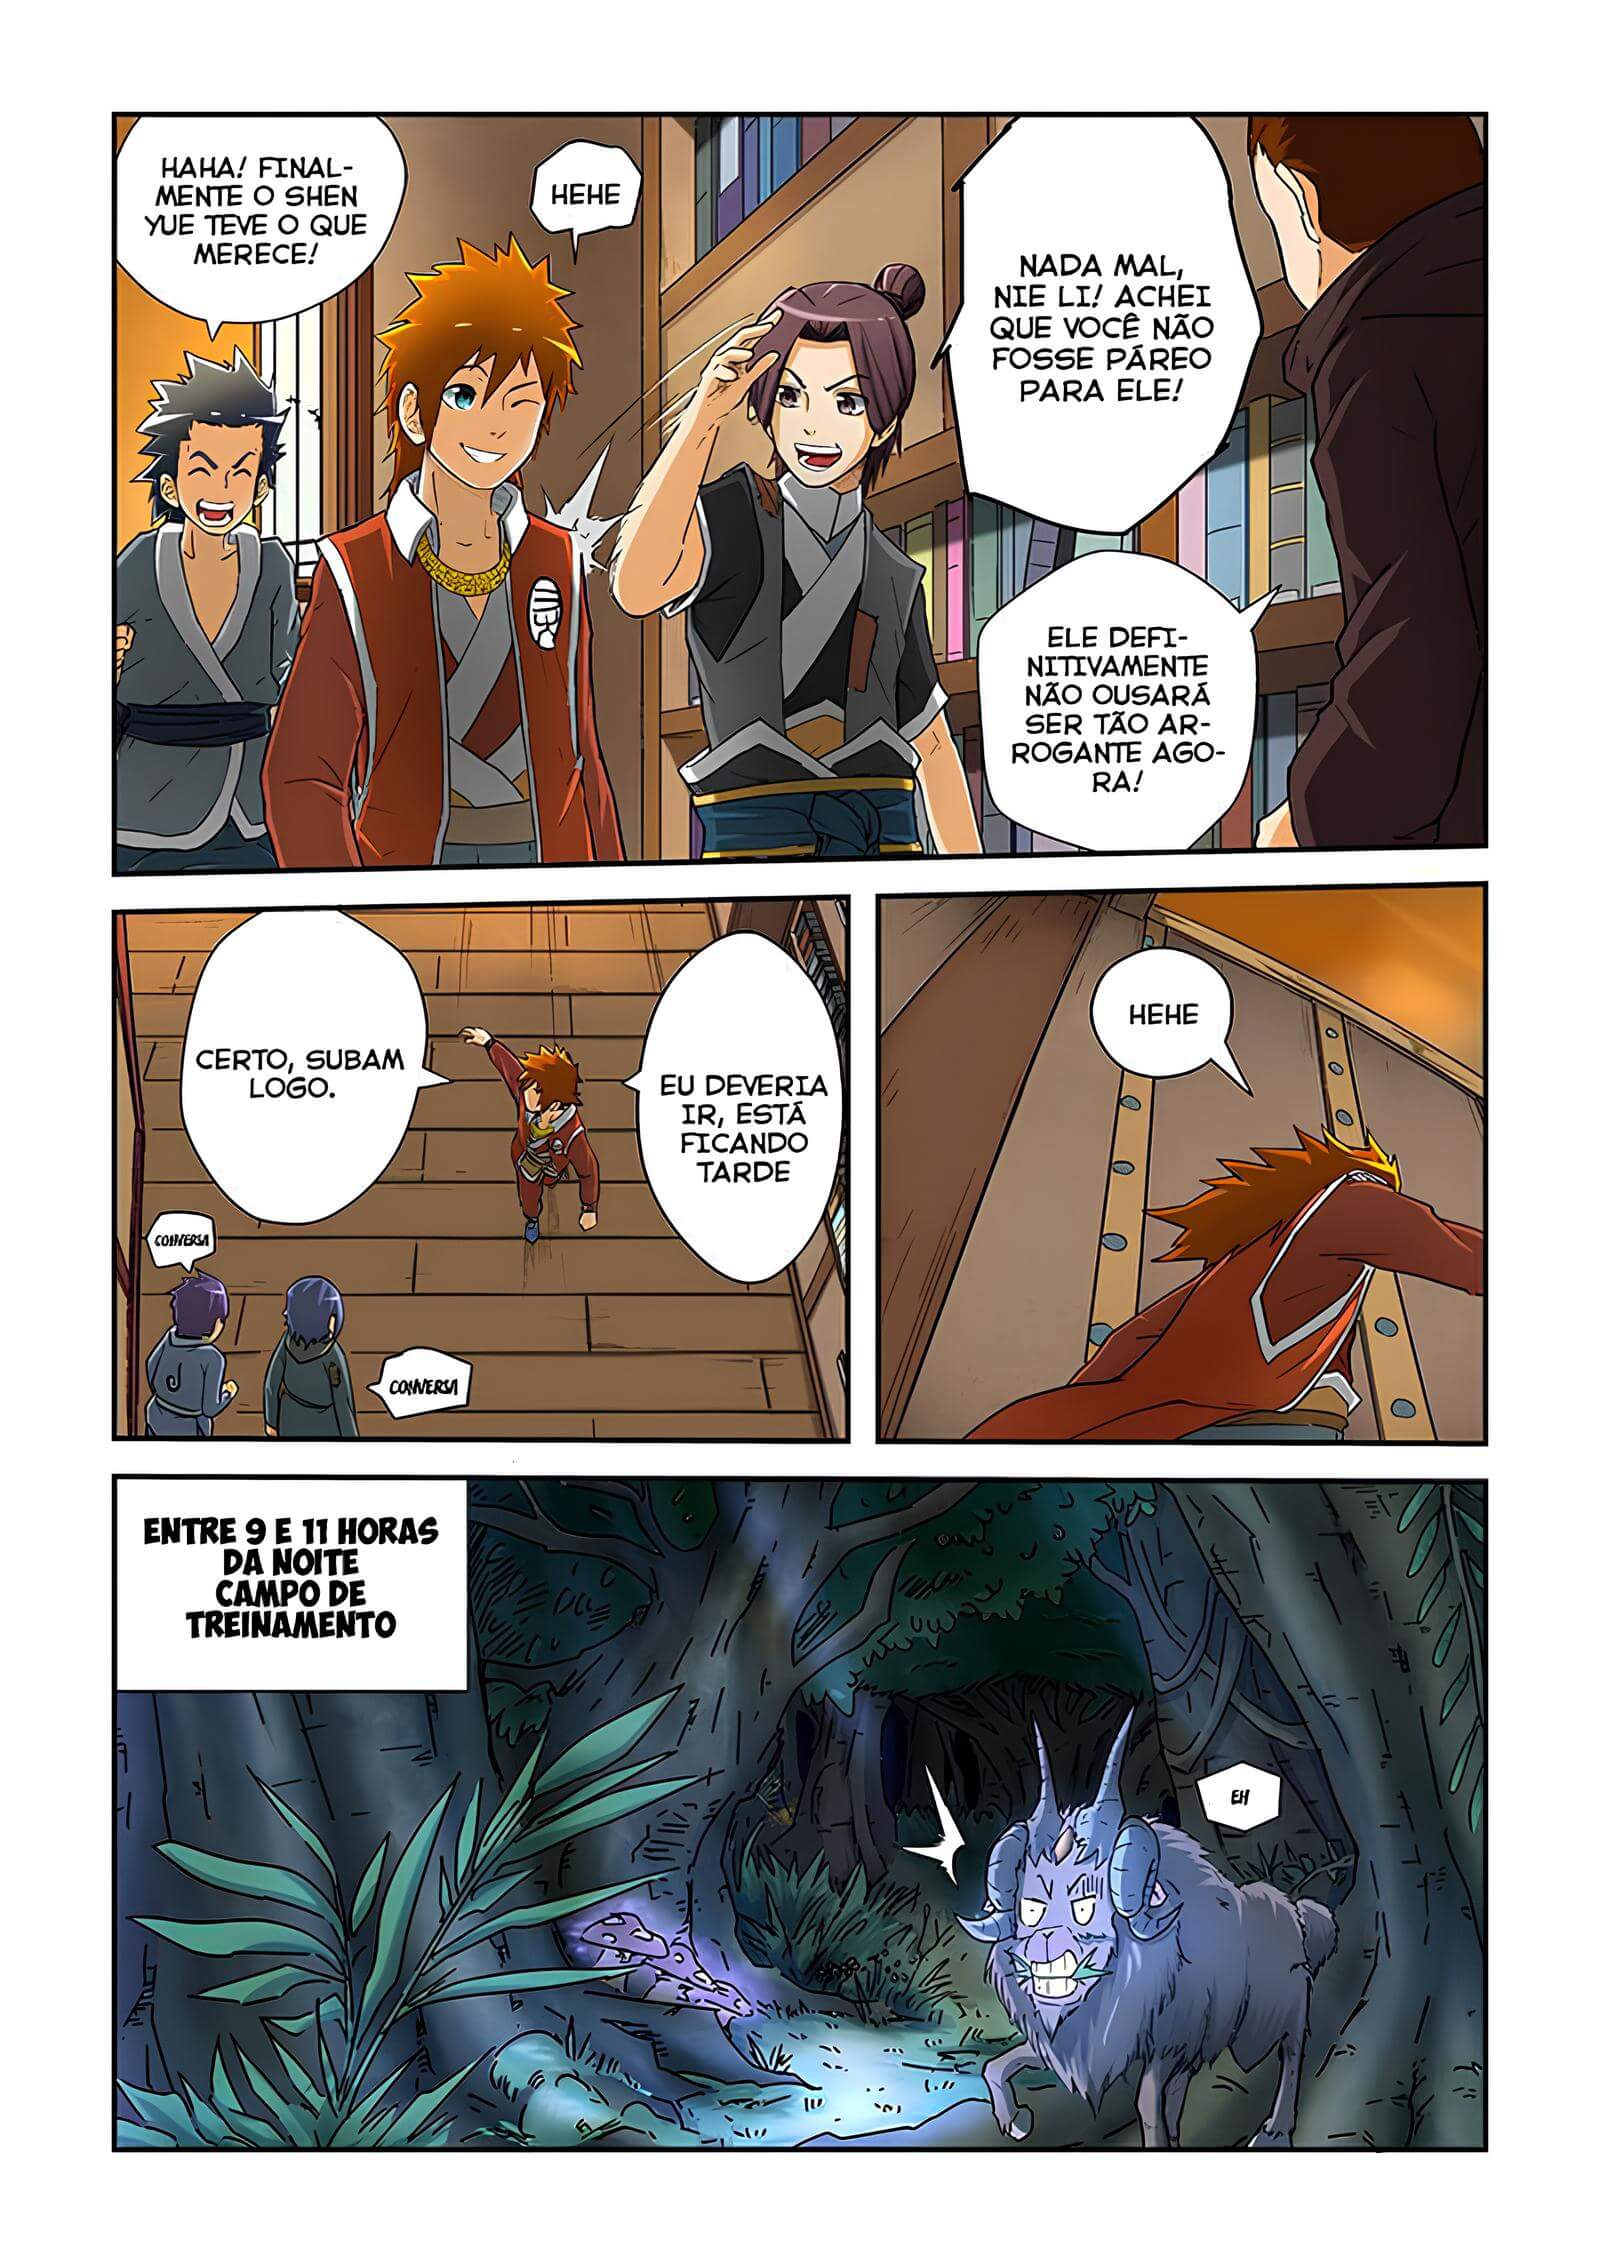 HAHA! FINAL-
MENTE O SHEN
YUE TEVE O QUE
MERECE!
HEHE
NADA MAL,
NIE LI! ACHEI
QUE VOCÊ NÃO
FOSSE PÁREO
PARA ELE!
ELE DEFI-
NITIVAMENTE
NÃO OUSARÁ
SER TÃO AR-
ROGANTE AGO-
RA!
CERTO, SUBAM
LOGO.
EU DEVERIA
IR, ESTÁ
FICANDO
TARDE
CONVERSA
CONVERSA
HEHE
ENTRE 9 E 11 HORAS
DA NOITE
CAMPO DE
TREINAMENTO
EH